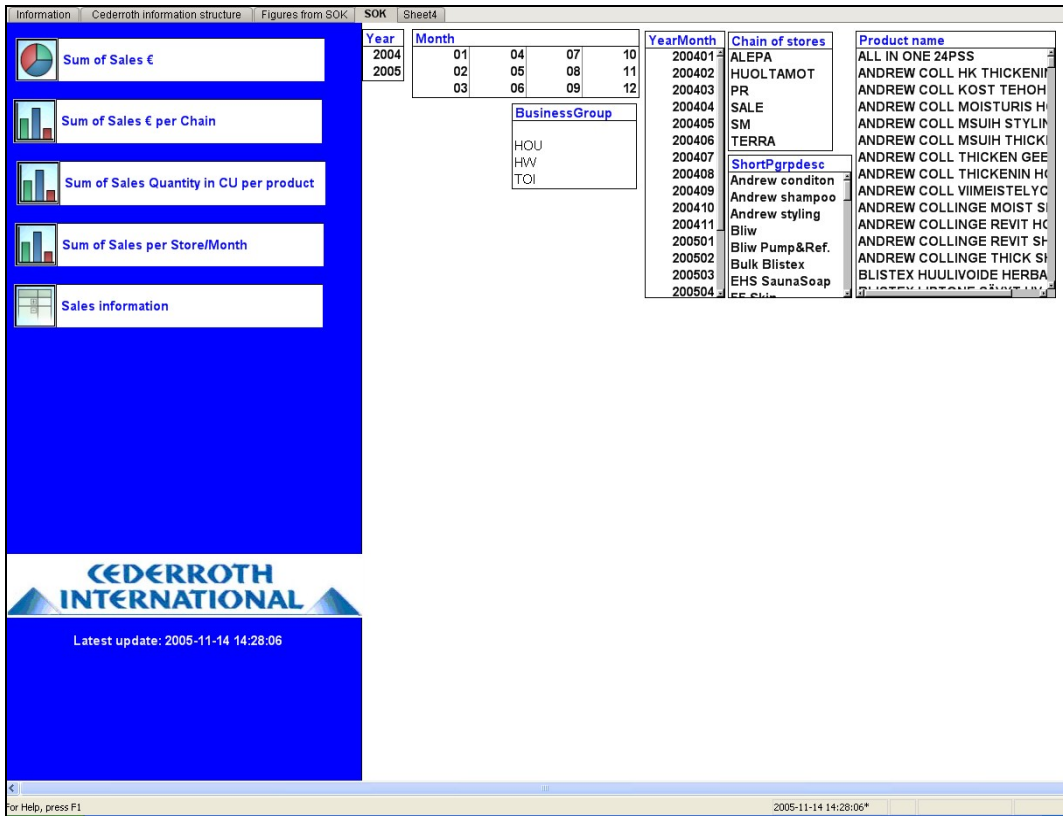 Information
Cederroth information structure
Figures from SOK
SOK
Sheet4
Sum of Sales €
Sum of Sales € per Chain
Sum of Sales Quantity in CU per product
Sum of Sales per Store/Month
Sales information
CEDERROTH
INTERNATIONAL
Latest update: 2005-11-14 14:28:06
Year
2004
2005
Month
01 04 07 10
02 05 08 11
03 06 09 12
BusinessGroup
HOU
HW
TOI
YearMonth
200401
200402
200403
200404
200405
200406
200407
200408
200409
200410
200411
200501
200502
200503
200504
Chain of stores
ALEPA
HUOLTAMOT
PR
SALE
SM
TERRA
ShortPgrpdesc
Andrew conditon
Andrew shampoo
Andrew styling
Bliw
Bliw Pump&Ref.
Bulk Blistex
EHS SaunaSoap
Product name
ALL IN ONE 24PSS
ANDREW COLL HK THICKENI
ANDREW COLL KOST TEHOH
ANDREW COLL MOISTURIS H
ANDREW COLL MSUIH STYLIN
ANDREW COLL MSUIH THICKI
ANDREW COLL THICKEN GEE
ANDREW COLL THICKENIN H
ANDREW COLL VIIMEISTELYC
ANDREW COLLINGE MOIST S
ANDREW COLLINGE REVIT H
ANDREW COLLINGE REVIT SH
ANDREW COLLINGE THICK S
BLISTEX HUULIVOIDE HERBA
For Help, press F1
2005-11-14 14:28:06*